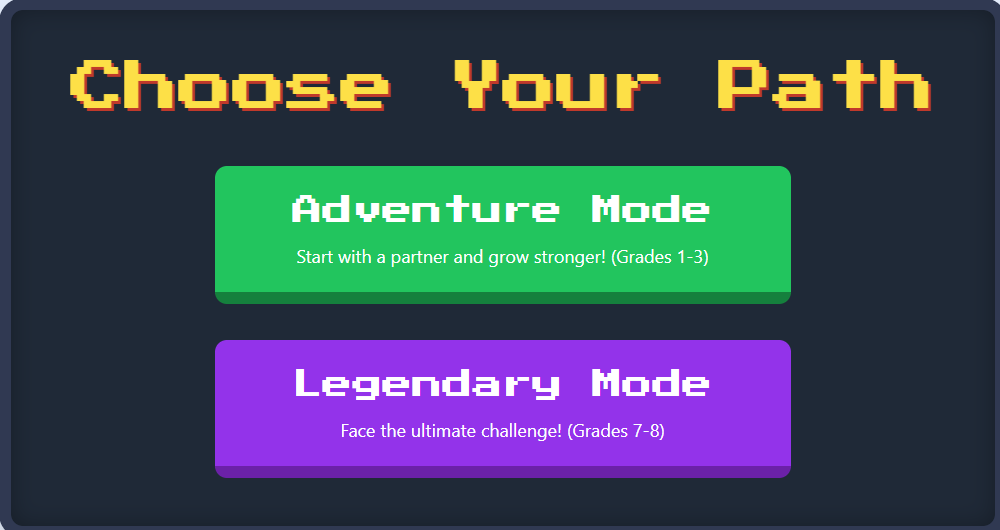 Choose Your Path
Adventure Mode
Start with a partner and grow stronger! (Grades 1-3)
Legendary Mode
Face the ultimate challenge! (Grades 7-8)